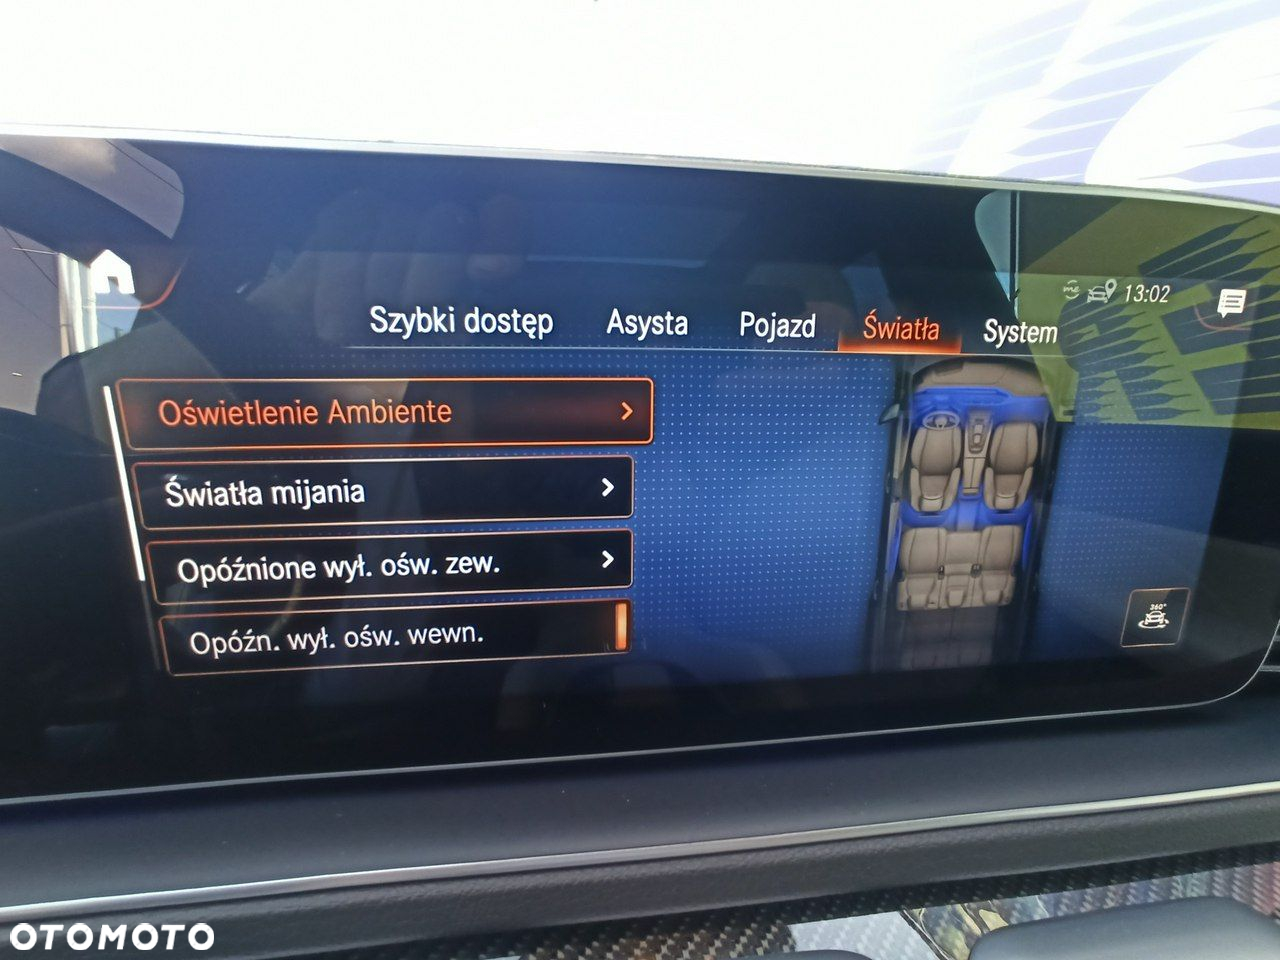 me 13:02
Szybki dostęp Asysta Pojazd Światła System
Oświetlenie Ambiente
Światła mijania
Opóźnione wył. ośw. zew.
Opóźn. wył. ośw. wewn.
360°
OTOMOTO